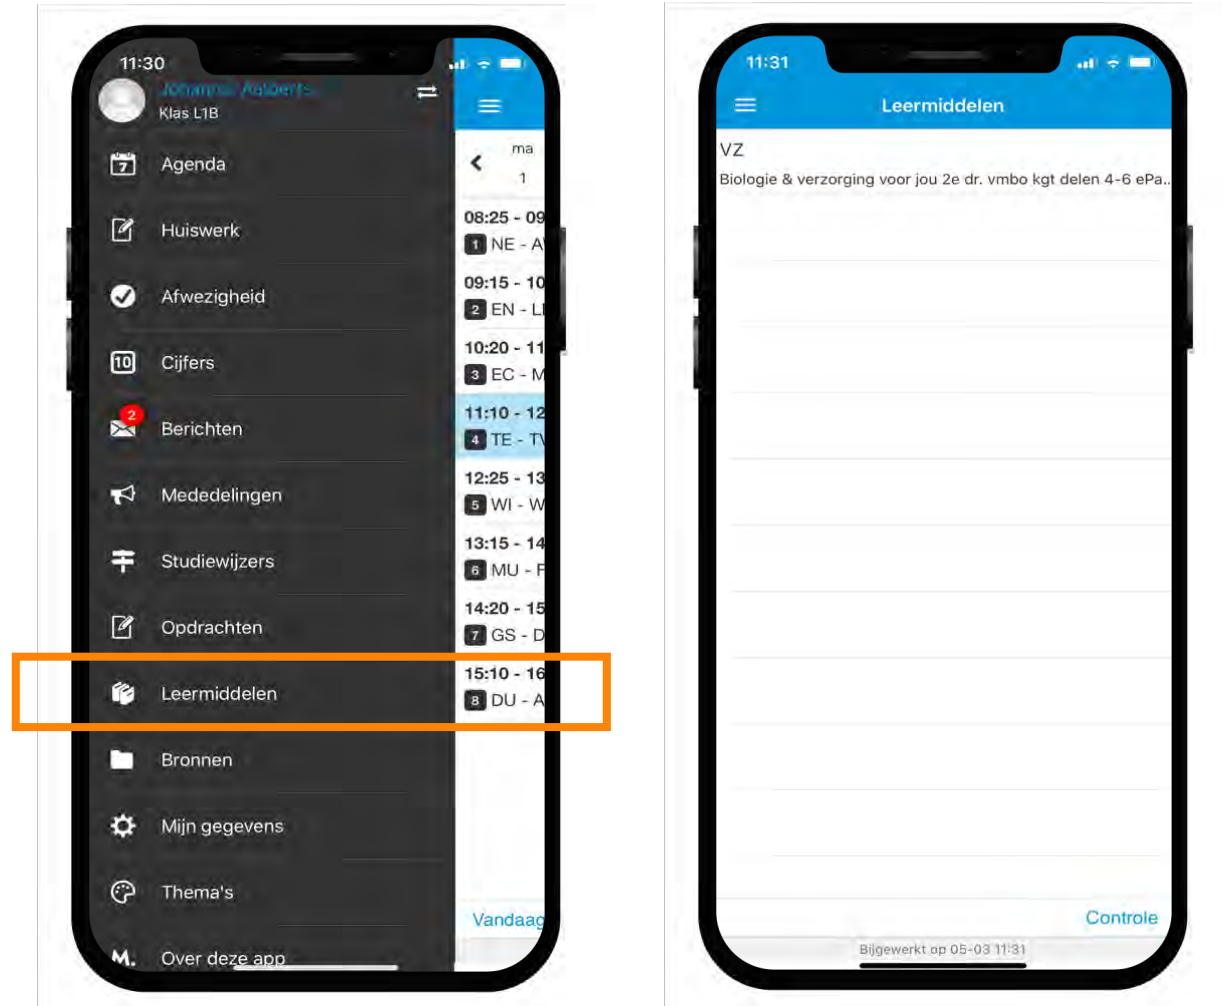 11:30
Klas L1B
Agenda
7
Huiswerk
Afwezigheid
10
Cijfers
2
Berichten
Mededelingen
Studiewijzers
Opdrachten
Leermiddelen
Bronnen
Mijn gegevens
Thema's
M. Over deze app
ma
1
08:25 - 09
1 NE - A
09:15 - 10
2 EN - L
10:20 - 11
3 EC - M
11:10 - 12
4 TE - TV
12:25 - 13
5 WI - W
13:15 - 14
6 MU - F
14:20 - 15
7 GS - D
15:10 - 16
8 DU - A
Vandaag
11:31
Leermiddelen
VZ
Biologie & verzorging voor jou 2e dr. vmbo kgt delen 4-6 ePa..
Controle
Bijgewerkt op 05-03 11:31